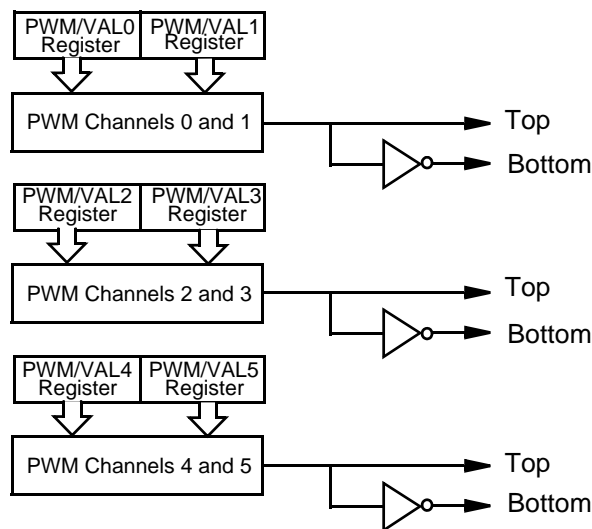 PWM/VAL0 Register
PWM/VAL1 Register
PWM Channels 0 and 1
Top
Bottom
PWM/VAL2 Register
PWM/VAL3 Register
PWM Channels 2 and 3
Top
Bottom
PWM/VAL4 Register
PWM/VAL5 Register
PWM Channels 4 and 5
Top
Bottom